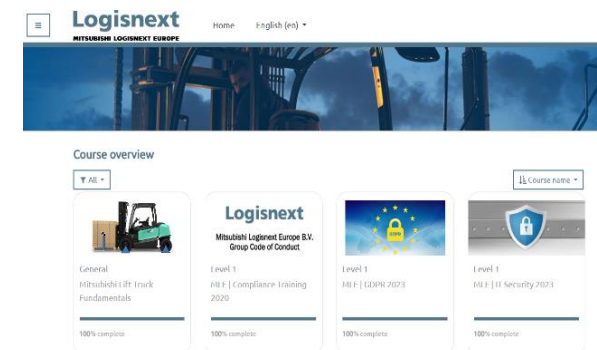 Logisnext
MITSUBISHI LOGISNEXT EUROPE
Home
English (en)
Course overview
All
Course name
Logisnext
Mitsubishi Logisnext Europe B.V.
Group Code of Conduct
General
Mitsubishi Lift Truck
Fundamentals
100% complete
Level 1
MLE | Compliance Training
2020
100% complete
Level 1
MLE | GDPR 2023
100% complete
Level 1
MLE | IT Security 2023
100% complete